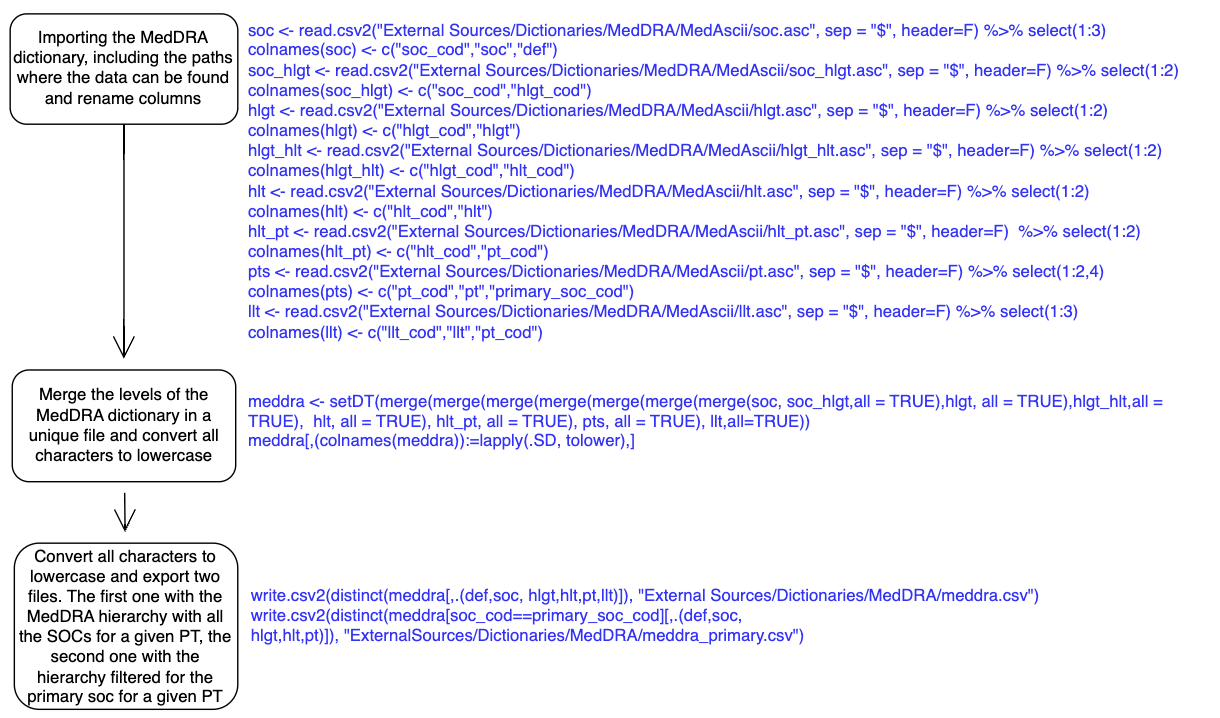 Importing the MedDRA
dictionary, including the paths
where the data can be found
and rename columns
soc <- read.csv2("External Sources/Dictionaries/MedDRA/MedAscii/soc.asc", sep = "$", header=F) %>% select(1:3)
colnames(soc) <- c("soc_cod","soc","def")
soc_hlgt <- read.csv2("External Sources/Dictionaries/MedDRA/MedAscii/soc_hlgt.asc", sep = "$", header=F) %>% select(1:2)
colnames(soc_hlgt) <- c("soc_cod","hlgt_cod")
hlgt <- read.csv2("External Sources/Dictionaries/MedDRA/MedAscii/hlgt.asc", sep = "$", header=F) %>% select(1:2)
colnames(hlgt) <- c("hlgt_cod","hlgt")
hlgt_hlt <- read.csv2("External Sources/Dictionaries/MedDRA/MedAscii/hlgt_hlt.asc", sep = "$", header=F) %>% select(1:2)
colnames(hlgt_hlt) <- c("hlgt_cod","hlt_cod")
hlt <- read.csv2("External Sources/Dictionaries/MedDRA/MedAscii/hlt.asc", sep = "$", header=F) %>% select(1:2)
colnames(hlt) <- c("hlt_cod","hlt")
hlt_pt <- read.csv2("External Sources/Dictionaries/MedDRA/MedAscii/hlt_pt.asc", sep = "$", header=F)  %>% select(1:2)
colnames(hlt_pt) <- c("hlt_cod","pt_cod")
pts <- read.csv2("External Sources/Dictionaries/MedDRA/MedAscii/pt.asc", sep = "$", header=F) %>% select(1:2,4)
colnames(pts) <- c("pt_cod","pt","primary_soc_cod")
llt <- read.csv2("External Sources/Dictionaries/MedDRA/MedAscii/llt.asc", sep = "$", header=F) %>% select(1:3)
colnames(llt) <- c("llt_cod","llt","pt_cod")
Merge the levels of the
MedDRA dictionary in a
unique file and convert all
characters to lowercase
meddra <- setDT(merge(merge(merge(merge(merge(merge(merge(soc, soc_hlgt,all = TRUE),hlgt, all = TRUE),hlgt_hlt,all =
TRUE),  hlt, all = TRUE), hlt_pt, all = TRUE), pts, all = TRUE), llt,all=TRUE))
meddra[,(colnames(meddra)):=lapply(.SD, tolower),]
Convert all characters to
lowercase and export two
files. The first one with the
MedDRA hierarchy with all
the SOCs for a given PT, the
second one with the
hierarchy filtered for the
primary soc for a given PT
write.csv2(distinct(meddra[,.(def,soc, hlgt,hlt,pt,llt)]), "External Sources/Dictionaries/MedDRA/meddra.csv")
write.csv2(distinct(meddra[soc_cod==primary_soc_cod][,.(def,soc,
hlgt,hlt,pt)]), "ExternalSources/Dictionaries/MedDRA/meddra_primary.csv")